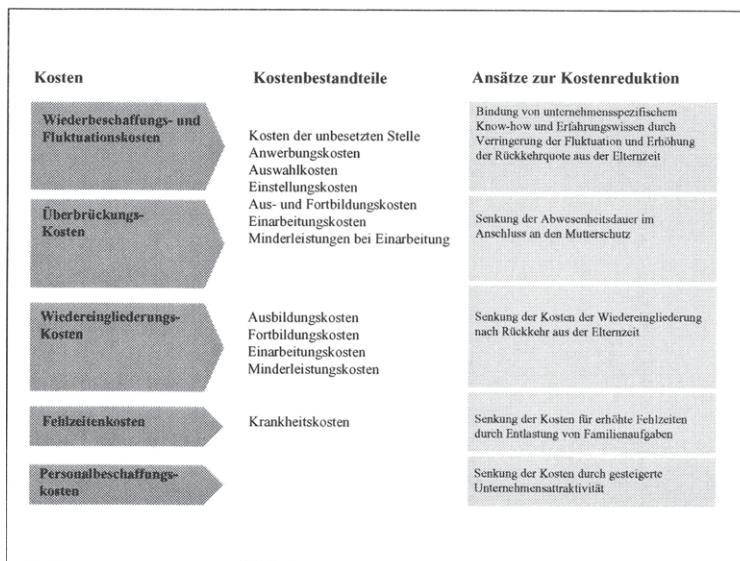 Kosten
Kostenbestandteile
Ansätze zur Kostenreduktion
Wiederbeschaffungs- und
Fluktuationskosten
Kosten der unbesetzten Stelle
Anwerbungskosten
Auswahlkosten
Einstellungskosten
Aus- und Fortbildungskosten
Einarbeitungskosten
Minderleistungen bei Einarbeitung
Bindung von unternehmensspezifischem
Know-how und Erfahrungswissen durch
Verringerung der Fluktuation und Erhöhung
der Rückkehrquote aus der Elternzeit
Überbrückungs-
Kosten
Senkung der Abwesenheitsdauer im
Anschluss an den Mutterschutz
Wiedereingliederungs-
Kosten
Ausbildungskosten
Fortbildungskosten
Einarbeitungskosten
Minderleistungskosten
Senkung der Kosten der Wiedereingliederung
nach Rückkehr aus der Elternzeit
Fehlzeitenkosten
Krankheitskosten
Senkung der Kosten für erhöhte Fehlzeiten
durch Entlastung von Familienaufgaben
Personalbeschaffungs-
kosten
Senkung der Kosten durch gesteigerte
Unternehmensattraktivität